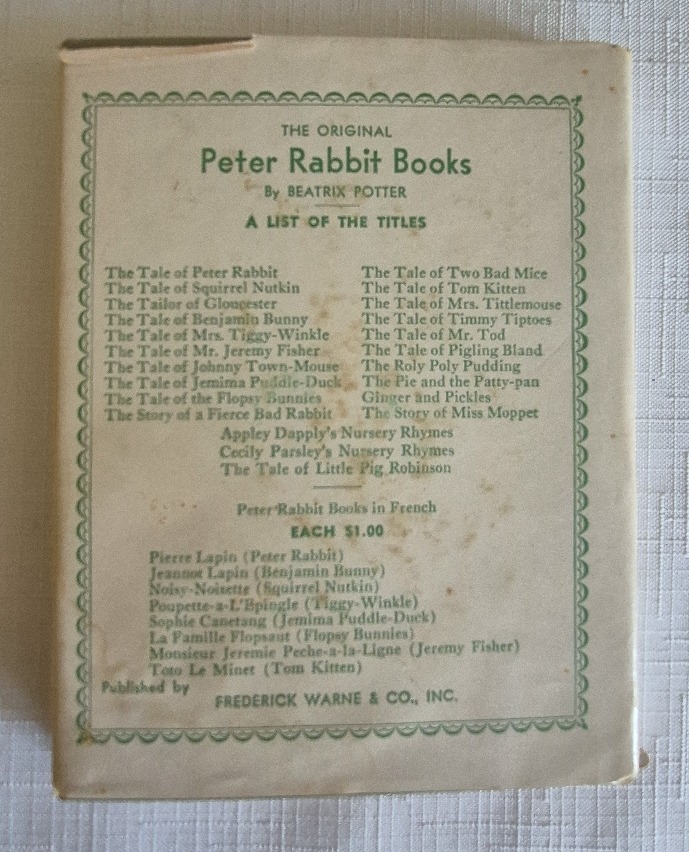 THE ORIGINAL
Peter Rabbit Books
By BEATRIX POTTER
A LIST OF THE TITLES
The Tale of Peter Rabbit
The Tale of Squirrel Nutkin
The Tailor of Gloucester
The Tale of Benjamin Bunny
The Tale of Mrs. Tiggy-Winkle
The Tale of Mr. Jeremy Fisher
The Tale of Johnny Town-Mouse
The Tale of Jemima Puddle-Duck
The Tale of the Flopsy Bunnies
The Story of a Fierce Bad Rabbit
The Tale of Two Bad Mice
The Tale of Tom Kitten
The Tale of Mrs. Tittlemouse
The Tale of Timmy Tiptoes
The Tale of Mr. Tod
The Tale of Pigling Bland
The Roly Poly Pudding
The Pie and the Patty-pan
Ginger and Pickles
The Story of Miss Moppet
Appley Dapply's Nursery Rhymes
Cecily Parsley's Nursery Rhymes
The Tale of Little Pig Robinson
Peter Rabbit Books in French
EACH $1.00
Pierre Lapin (Peter Rabbit)
Jeannot Lapin (Benjamin Bunny)
Noisy-Noisette (Squirrel Nutkin)
Poupette-a-L'Epingle (Tiggy-Winkle)
Sophie Canetang (Jemima Puddle-Duck)
La Famille Flopsaut (Flopsy Bunnies)
Monsieur Jeremie Peche-a-la-Ligne (Jeremy Fisher)
Toto Le Minet (Tom Kitten)
Published by
FREDERICK WARNE & CO., INC.